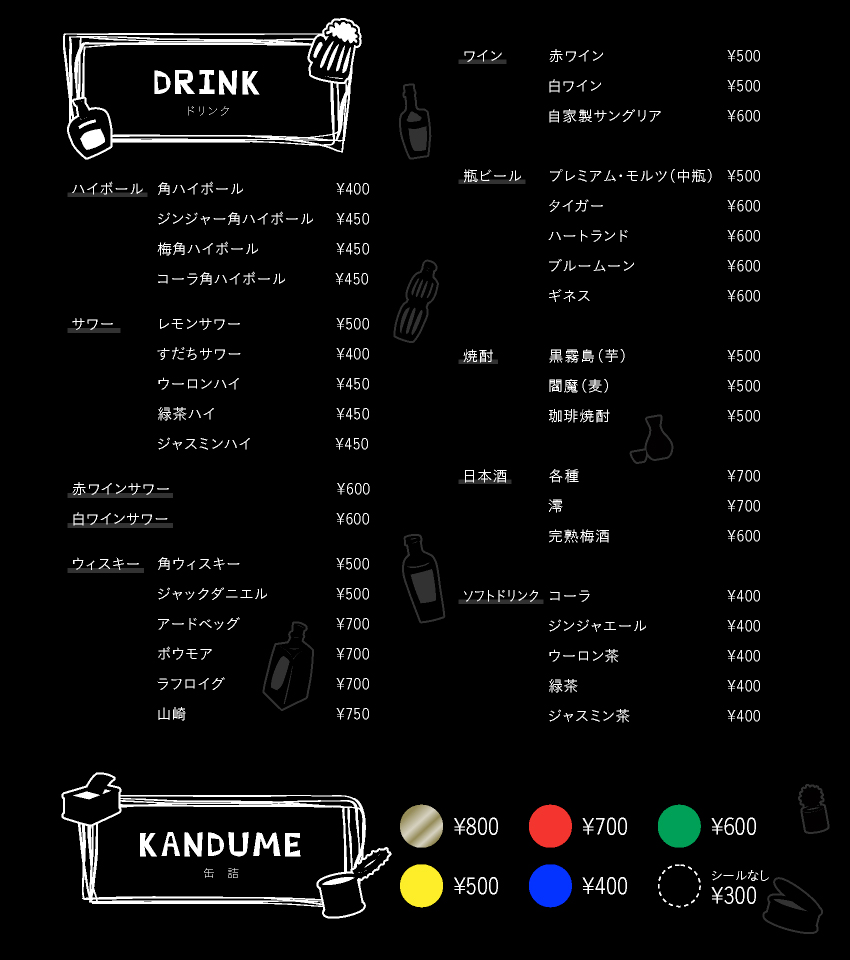 DRINK
ドリンク
ハイボール 角ハイボール ¥400
ジンジャー角ハイボール ¥450
梅角ハイボール ¥450
コーラ角ハイボール ¥450
サワー レモンサワー ¥500
すだちサワー ¥400
ウーロンハイ ¥450
緑茶ハイ ¥450
ジャスミンハイ ¥450
赤ワインサワー ¥600
白ワインサワー ¥600
ウィスキー 角ウィスキー ¥500
ジャックダニエル ¥500
アードベッグ ¥700
ボウモア ¥700
ラフロイグ ¥700
山崎 ¥750
ワイン 赤ワイン ¥500
白ワイン ¥500
自家製サングリア ¥600
瓶ビール プレミアム・モルツ(中瓶) ¥500
タイガー ¥600
ハートランド ¥600
ブルームーン ¥600
ギネス ¥600
焼酎 黒霧島(芋) ¥500
閻魔(麦) ¥500
珈琲焼酎 ¥500
日本酒 各種 ¥700
澪 ¥700
完熟梅酒 ¥600
ソフトドリンク コーラ ¥400
ジンジャエール ¥400
ウーロン茶 ¥400
緑茶 ¥400
ジャスミン茶 ¥400
KANDUME
缶 詰
¥800 ¥700 ¥600
¥500 ¥400 シールなし
¥300